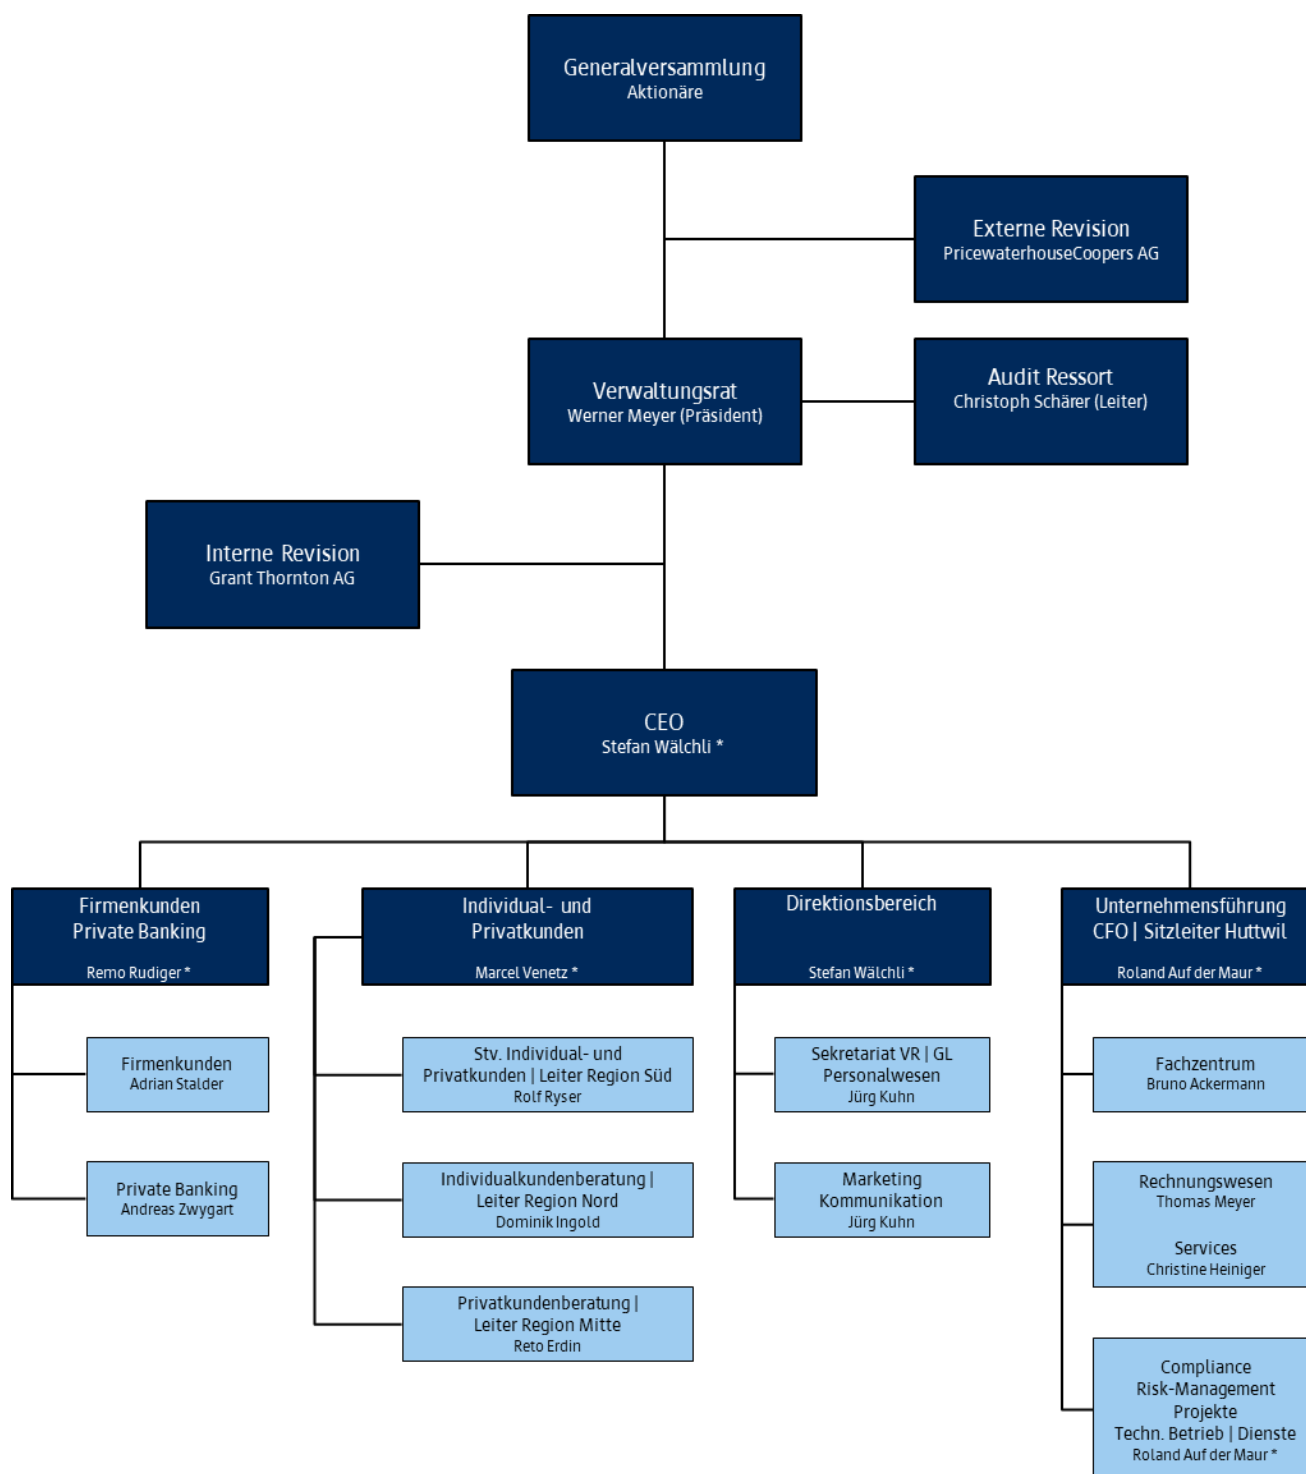 Generalversammlung
Aktionäre
Externe Revision
PricewaterhouseCoopers AG
Verwaltungsrat
Werner Meyer (Präsident)
Audit Ressort
Christoph Schärer (Leiter)
Interne Revision
Grant Thornton AG
CEO
Stefan Wälchli *
Firmenkunden
Private Banking
Remo Rudiger *
Firmenkunden
Adrian Stalder
Private Banking
Andreas Zwygart
Individual- und
Privatkunden
Marcel Venetz *
Stv. Individual- und
Privatkunden | Leiter Region Süd
Rolf Ryser
Individualkundenberatung |
Leiter Region Nord
Dominik Ingold
Privatkundenberatung |
Leiter Region Mitte
Reto Erdin
Direktionsbereich
Stefan Wälchli *
Sekretariat VR | GL
Personalwesen
Jürg Kuhn
Marketing
Kommunikation
Jürg Kuhn
Unternehmensführung
CFO | Sitzleiter Huttwil
Roland Auf der Maur *
Fachzentrum
Bruno Ackermann
Rechnungswesen
Thomas Meyer
Services
Christine Heiniger
Compliance
Risk-Management
Projekte
Techn. Betrieb | Dienste
Roland Auf der Maur *